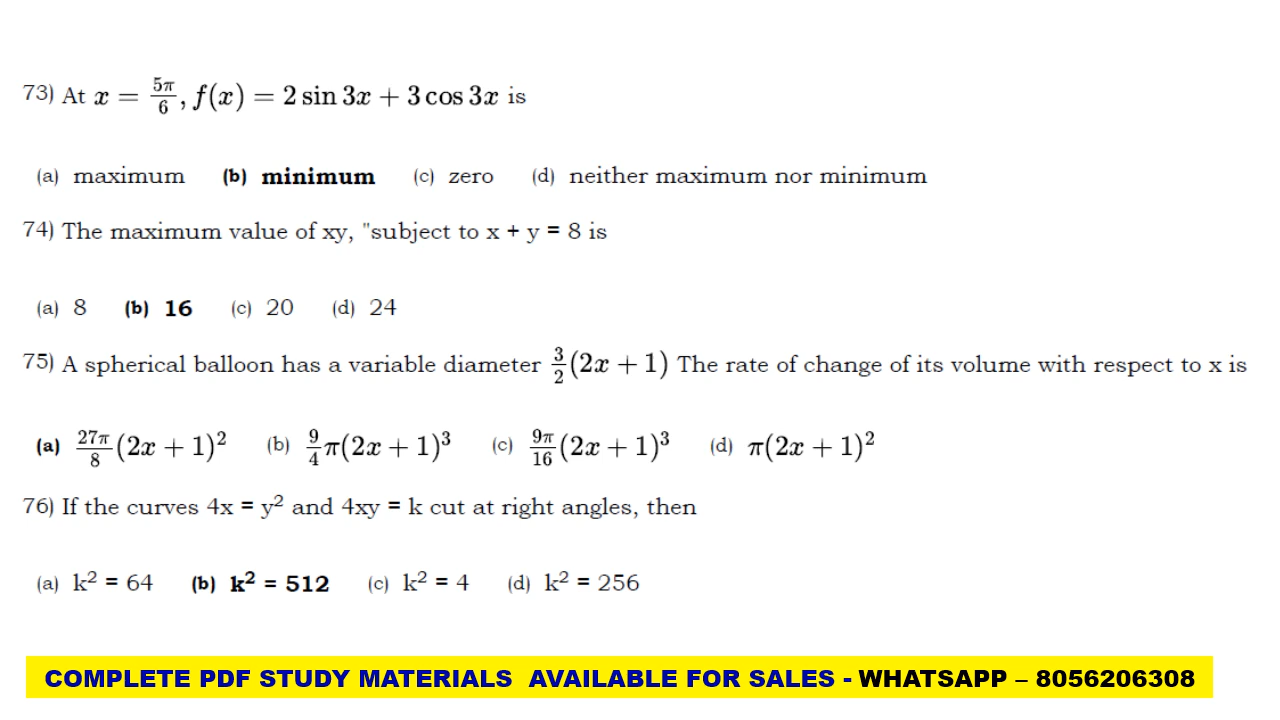 73) At x = 5π/6, f(x) = 2 sin 3x + 3 cos 3x is
(a) maximum (b) minimum (c) zero (d) neither maximum nor minimum
74) The maximum value of xy, "subject to x + y = 8 is
(a) 8 (b) 16 (c) 20 (d) 24
75) A spherical balloon has a variable diameter 3/2(2x + 1) The rate of change of its volume with respect to x is
(a) 27π/8(2x + 1)² (b) 9/4π(2x + 1)³ (c) 9π/16(2x + 1)³ (d) π(2x + 1)²
76) If the curves 4x = y² and 4xy = k cut at right angles, then
(a) k² = 64 (b) k² = 512 (c) k² = 4 (d) k² = 256
COMPLETE PDF STUDY MATERIALS AVAILABLE FOR SALES - WHATSAPP – 8056206308